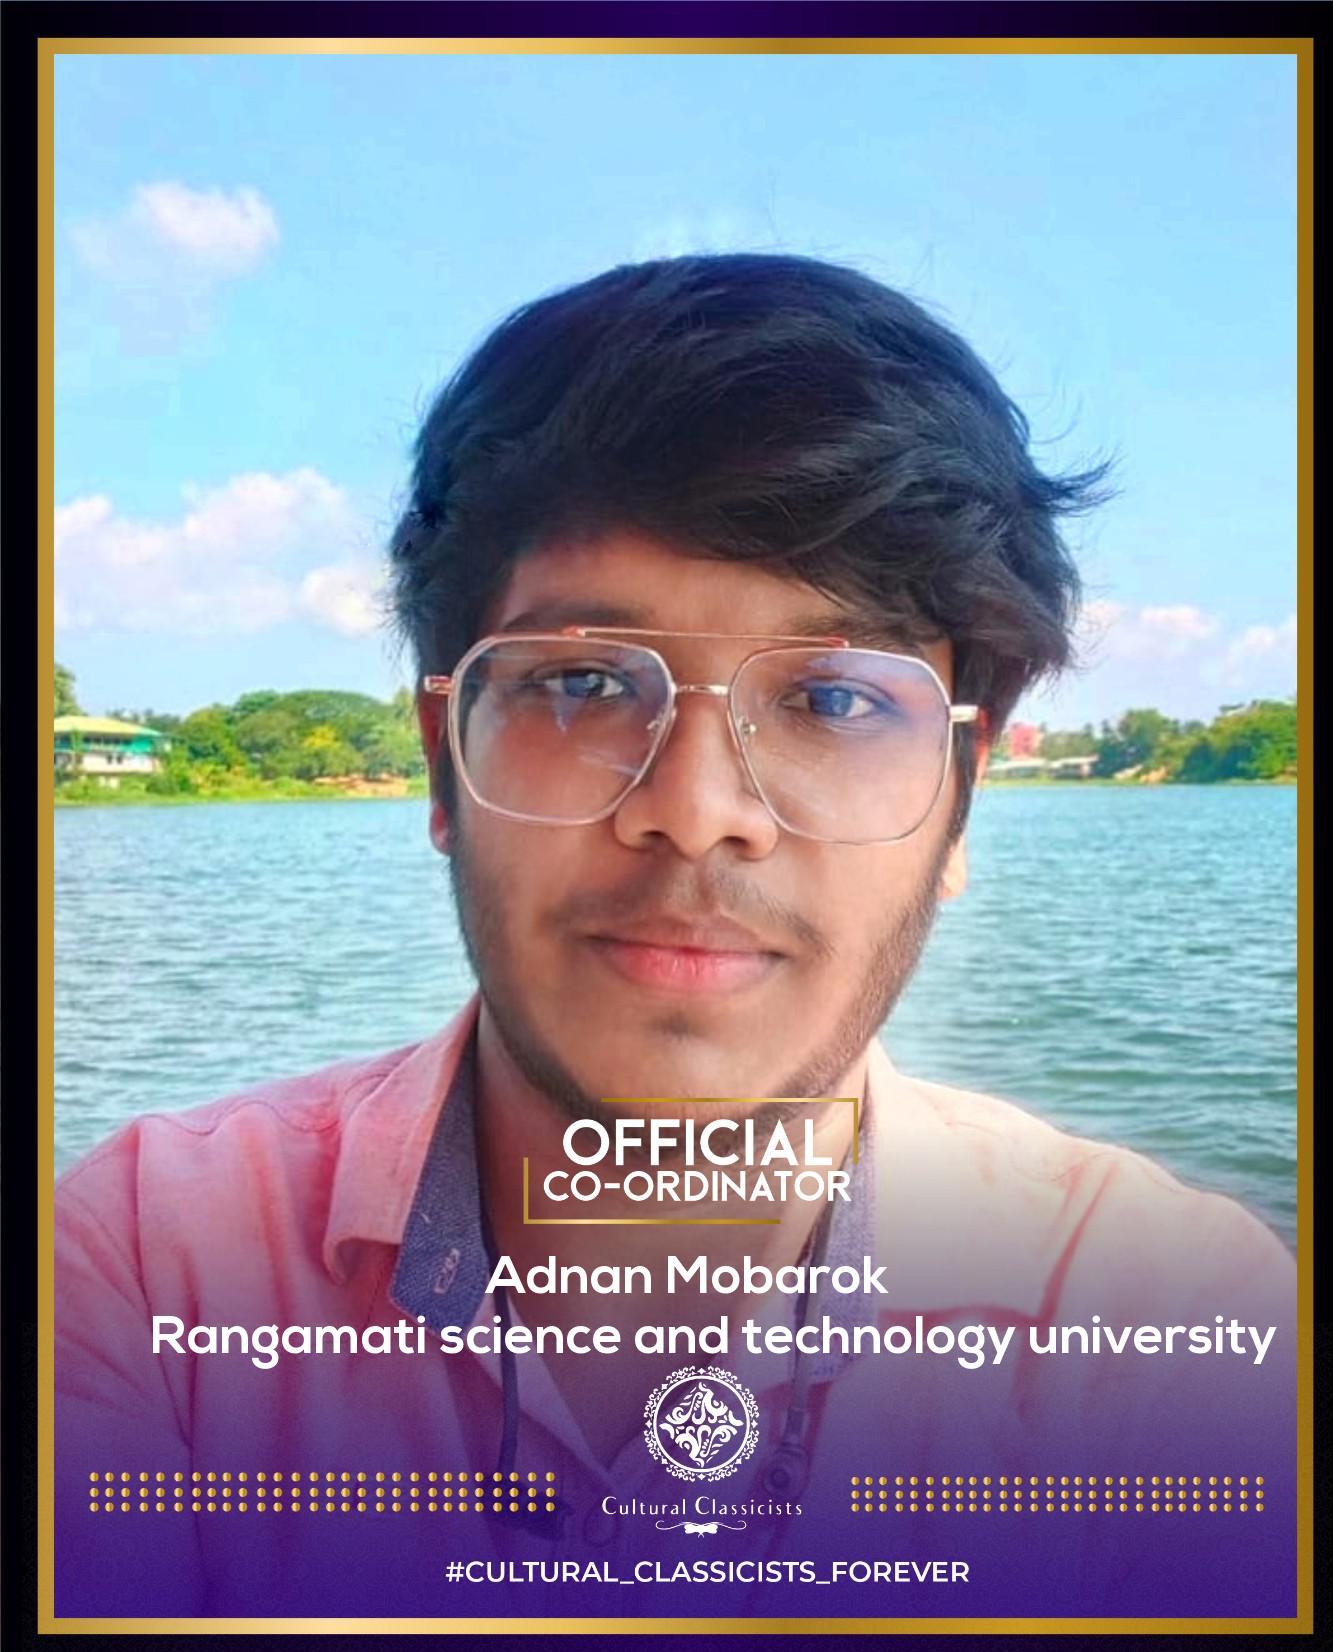 OFFICIAL
CO-ORDINATOR
Adnan Mobarok
Rangamati science and technology university
Cultural Classicists
#CULTURAL_CLASSICISTS_FOREVER